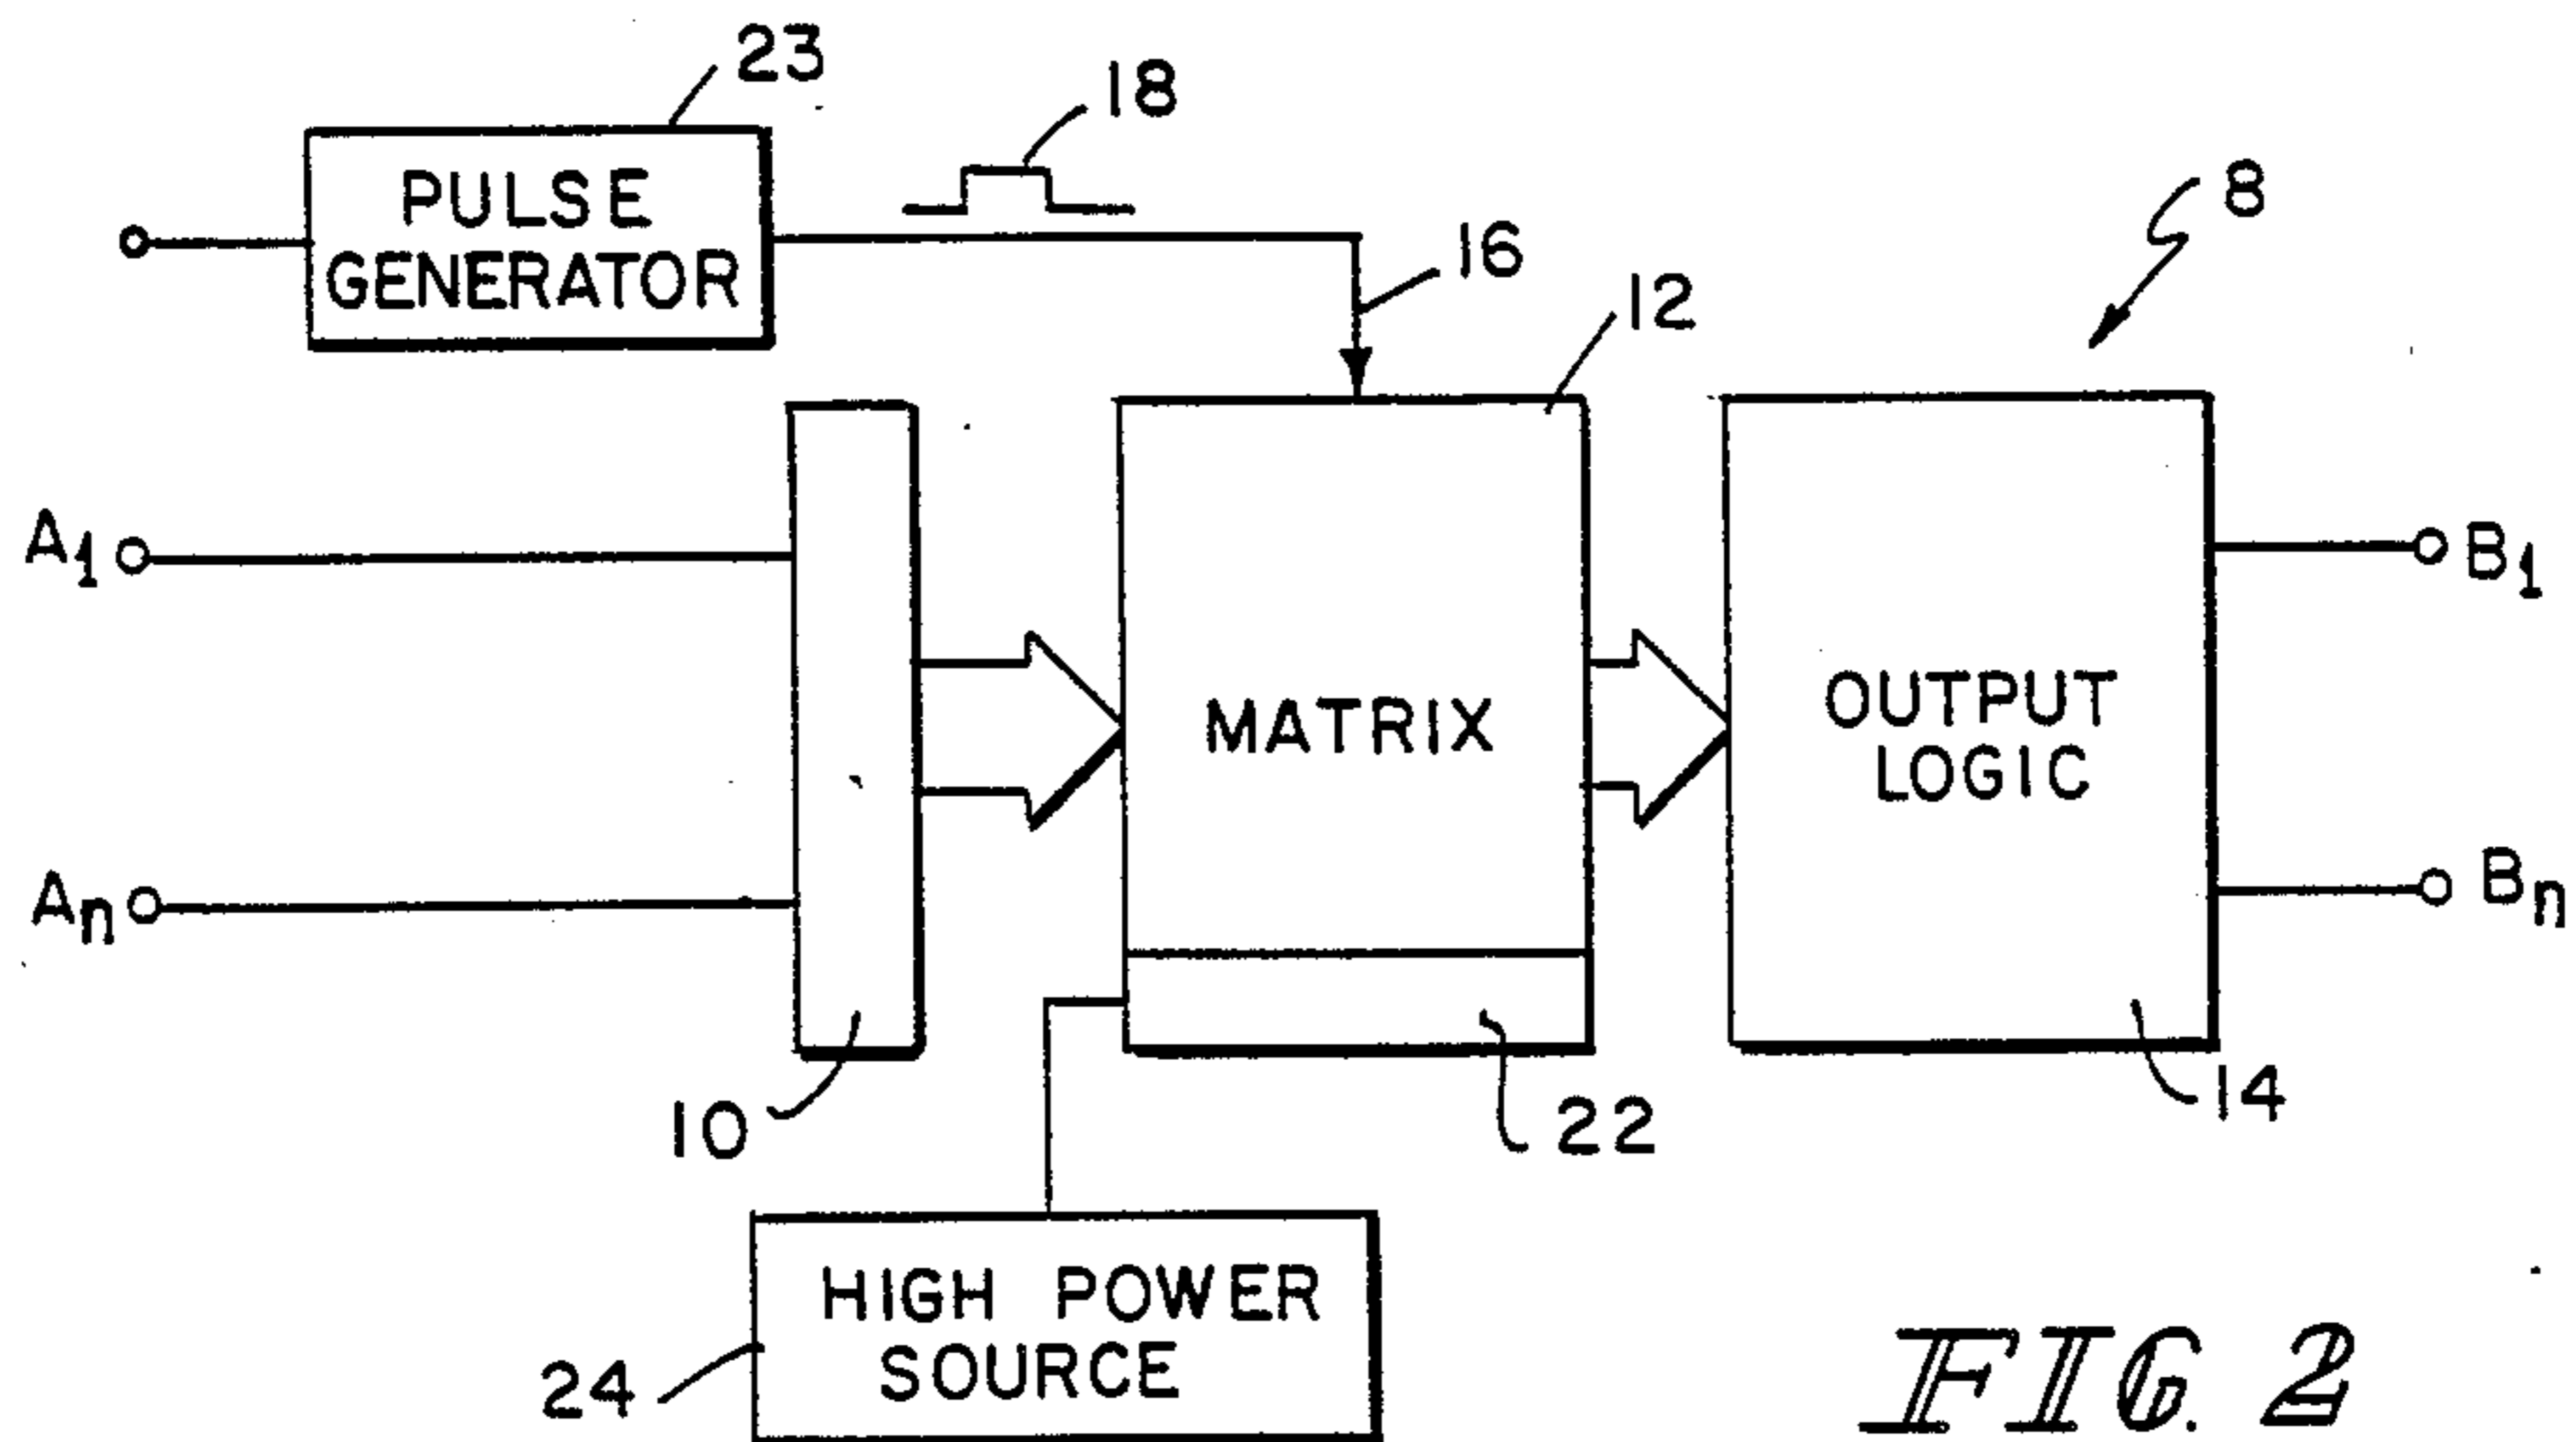 23
18
PULSE
GENERATOR
8
16
12
A1
B1
MATRIX
OUTPUT
LOGIC
An
Bn
10
22
14
HIGH POWER
SOURCE
24
FIG. 2